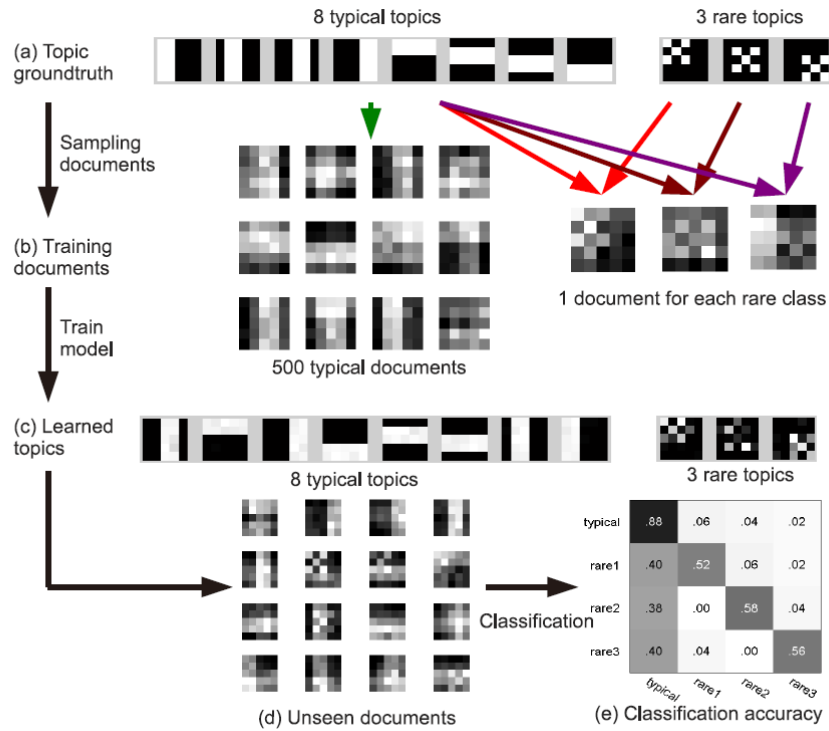 8 typical topics
3 rare topics
(a) Topic
groundtruth
Sampling
documents
(b) Training
documents
1 document for each rare class
Train
model
500 typical documents
(c) Learned
topics
8 typical topics
3 rare topics
typical .88 .06 .04 .02
rare1 .40 .52 .06 .02
rare2 .38 .00 .58 .04
rare3 .40 .04 .00 .56
typical rare1 rare2 rare3
Classification
(d) Unseen documents
(e) Classification accuracy